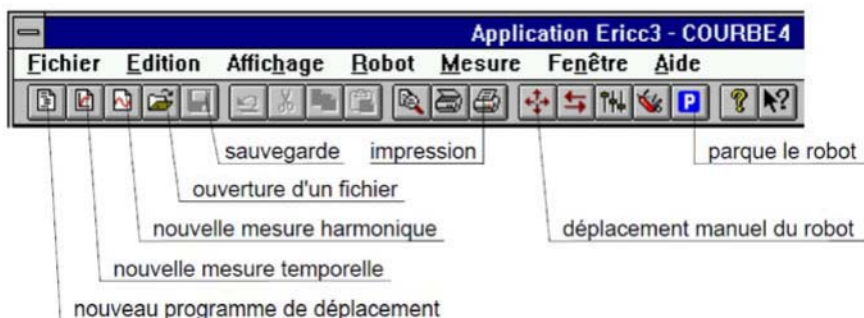 Application Ericc3 - COURBE4
Fichier Edition Affichage Robot Mesure Fenêtre Aide
P ? ?
sauvegarde impression parque le robot
ouverture d'un fichier
nouvelle mesure harmonique déplacement manuel du robot
nouvelle mesure temporelle
nouveau programme de déplacement